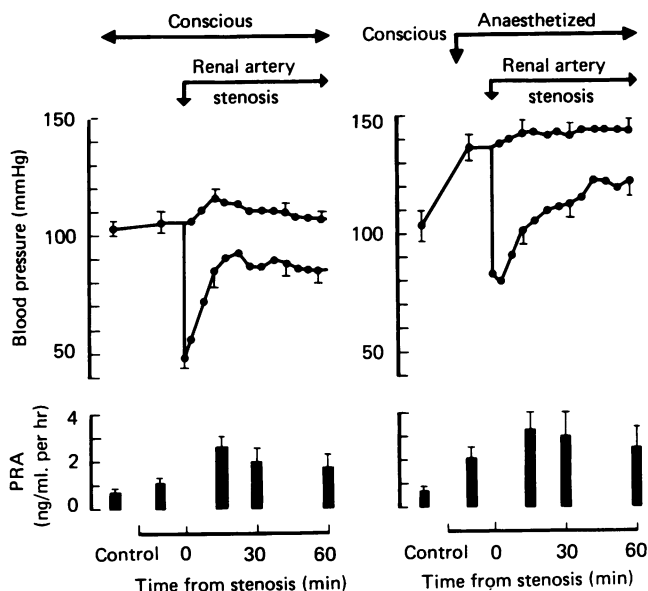 Conscious
Renal artery
stenosis
150
100
50
Blood pressure (mmHg)
4
2
0
PRA
(ng/ml. per hr)
Control 0 30 60
Time from stenosis (min)
Anaesthetized
Conscious
Renal artery
stenosis
150
100
50
Control 0 30 60
Time from stenosis (min)